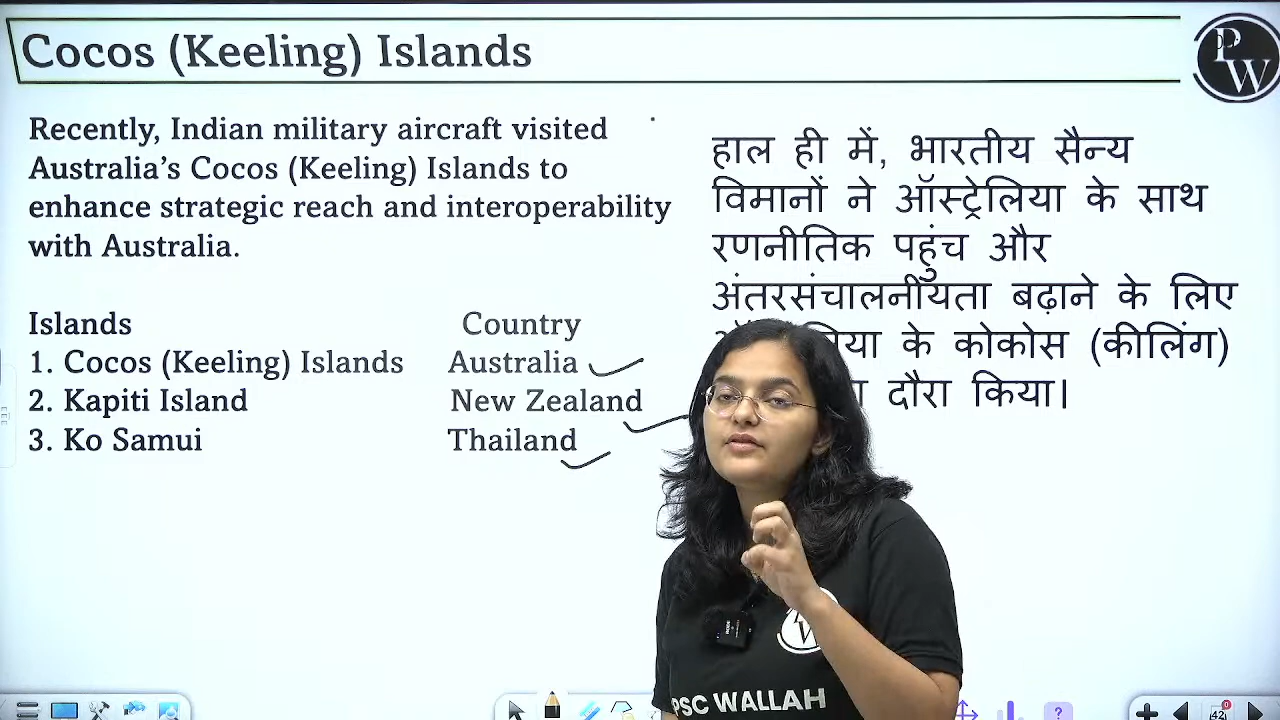 Cocos (Keeling) Islands
PW
Recently, Indian military aircraft visited
Australia’s Cocos (Keeling) Islands to
enhance strategic reach and interoperability
with Australia.
Islands Country
1. Cocos (Keeling) Islands Australia
2. Kapiti Island New Zealand
3. Ko Samui Thailand
हाल ही में, भारतीय सैन्य
विमानों ने ऑस्ट्रेलिया के साथ
रणनीतिक पहुंच और
अंतरसंचालनीयता बढ़ाने के लिए
के कोकोस (कीलिंग)
दौरा किया।
W
PSC WALLAH
42